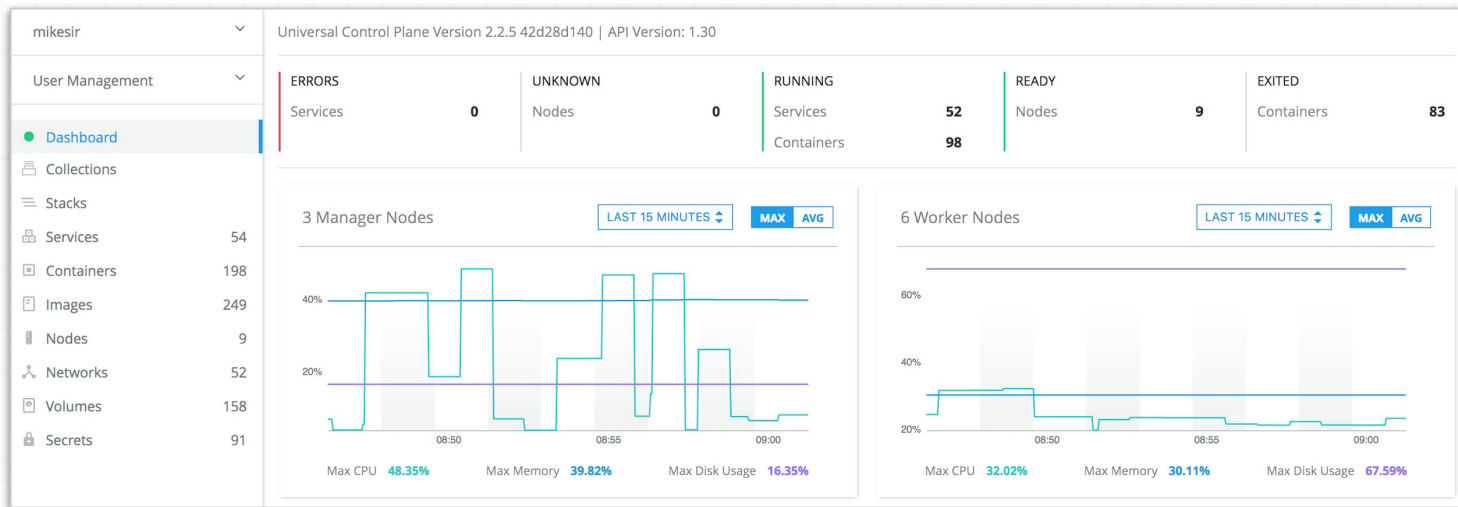 mikesir
User Management
Dashboard
Collections
Stacks
Services 54
Containers 198
Images 249
Nodes 9
Networks 52
Volumes 158
Secrets 91
Universal Control Plane Version 2.2.5 42d28d140 | API Version: 1.30
ERRORS
Services 0
UNKNOWN
Nodes 0
RUNNING
Services 52
Containers 98
READY
Nodes 9
EXITED
Containers 83
3 Manager Nodes
LAST 15 MINUTES
MAX AVG
40%
20%
08:50 08:55 09:00
Max CPU 48.35% Max Memory 39.82% Max Disk Usage 16.35%
6 Worker Nodes
LAST 15 MINUTES
MAX AVG
60%
40%
20%
08:50 08:55 09:00
Max CPU 32.02% Max Memory 30.11% Max Disk Usage 67.59%